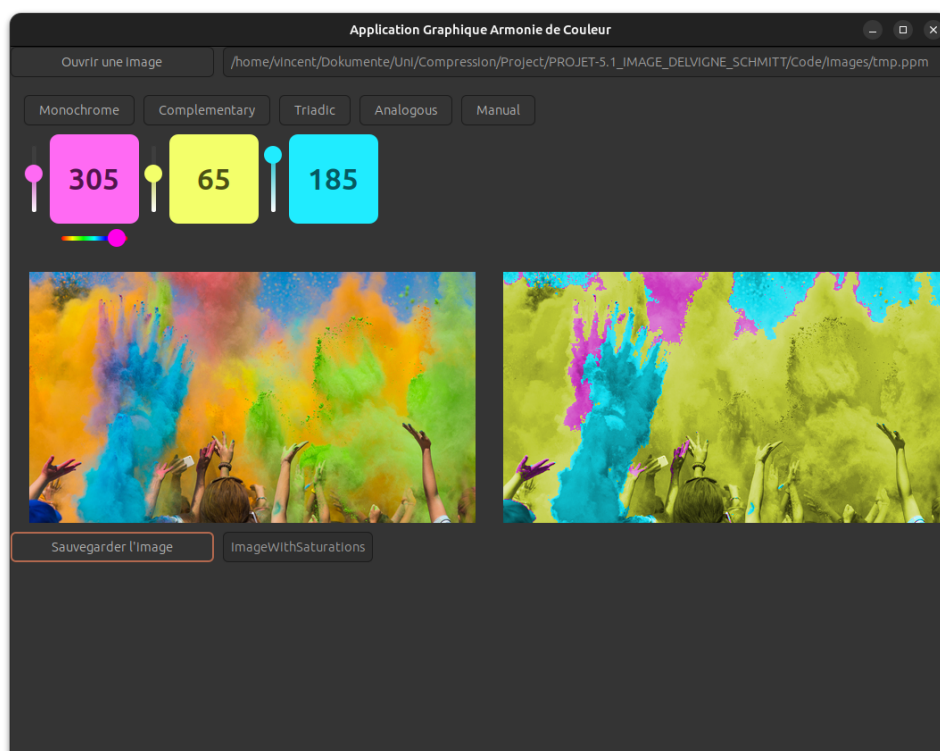 Application Graphique Armonie de Couleur
Ouvrir une Image
/home/vincent/Dokumente/Uni/Compression/Project/PROJET-5.1_IMAGE_DELVIGNE_SCHMITT/Code/Images/tmp.ppm
Monochrome Complementary Triadic Analogous Manual
305 65 185
Sauvegarder l'Image ImageWithSaturations